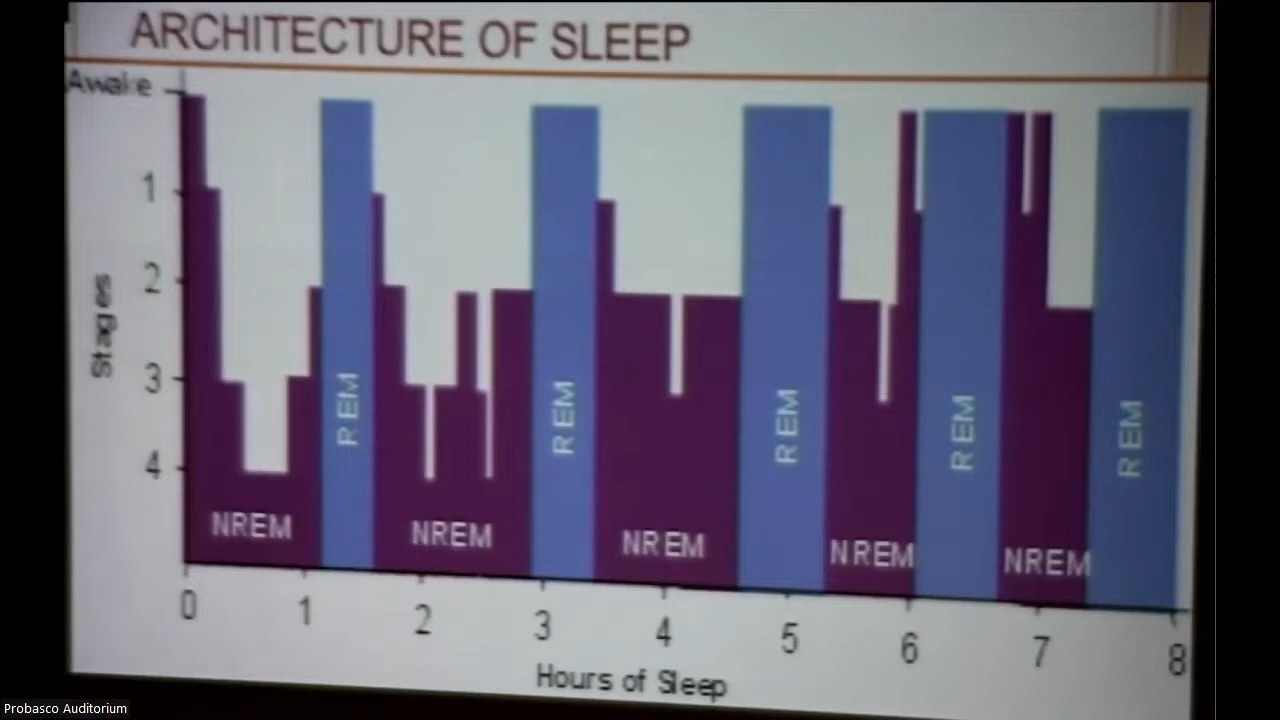 ARCHITECTURE OF SLEEP
Awake
1
2
3
4
Stages
REM
REM
REM
REM
REM
NREM
NREM
NREM
NREM
NREM
0 1 2 3 4 5 6 7 8
Hours of Sleep
Probasco Auditorium